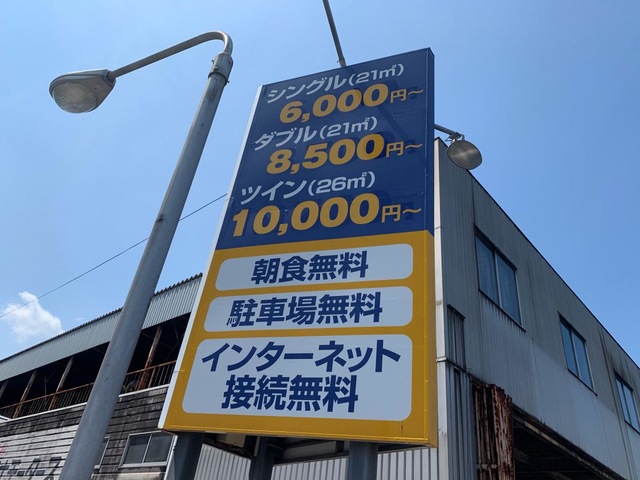 シングル(21㎡)
6,000円～
ダブル(21㎡)
8,500円～
ツイン(26㎡)
10,000円～
朝食無料
駐車場無料
インターネット
接続無料